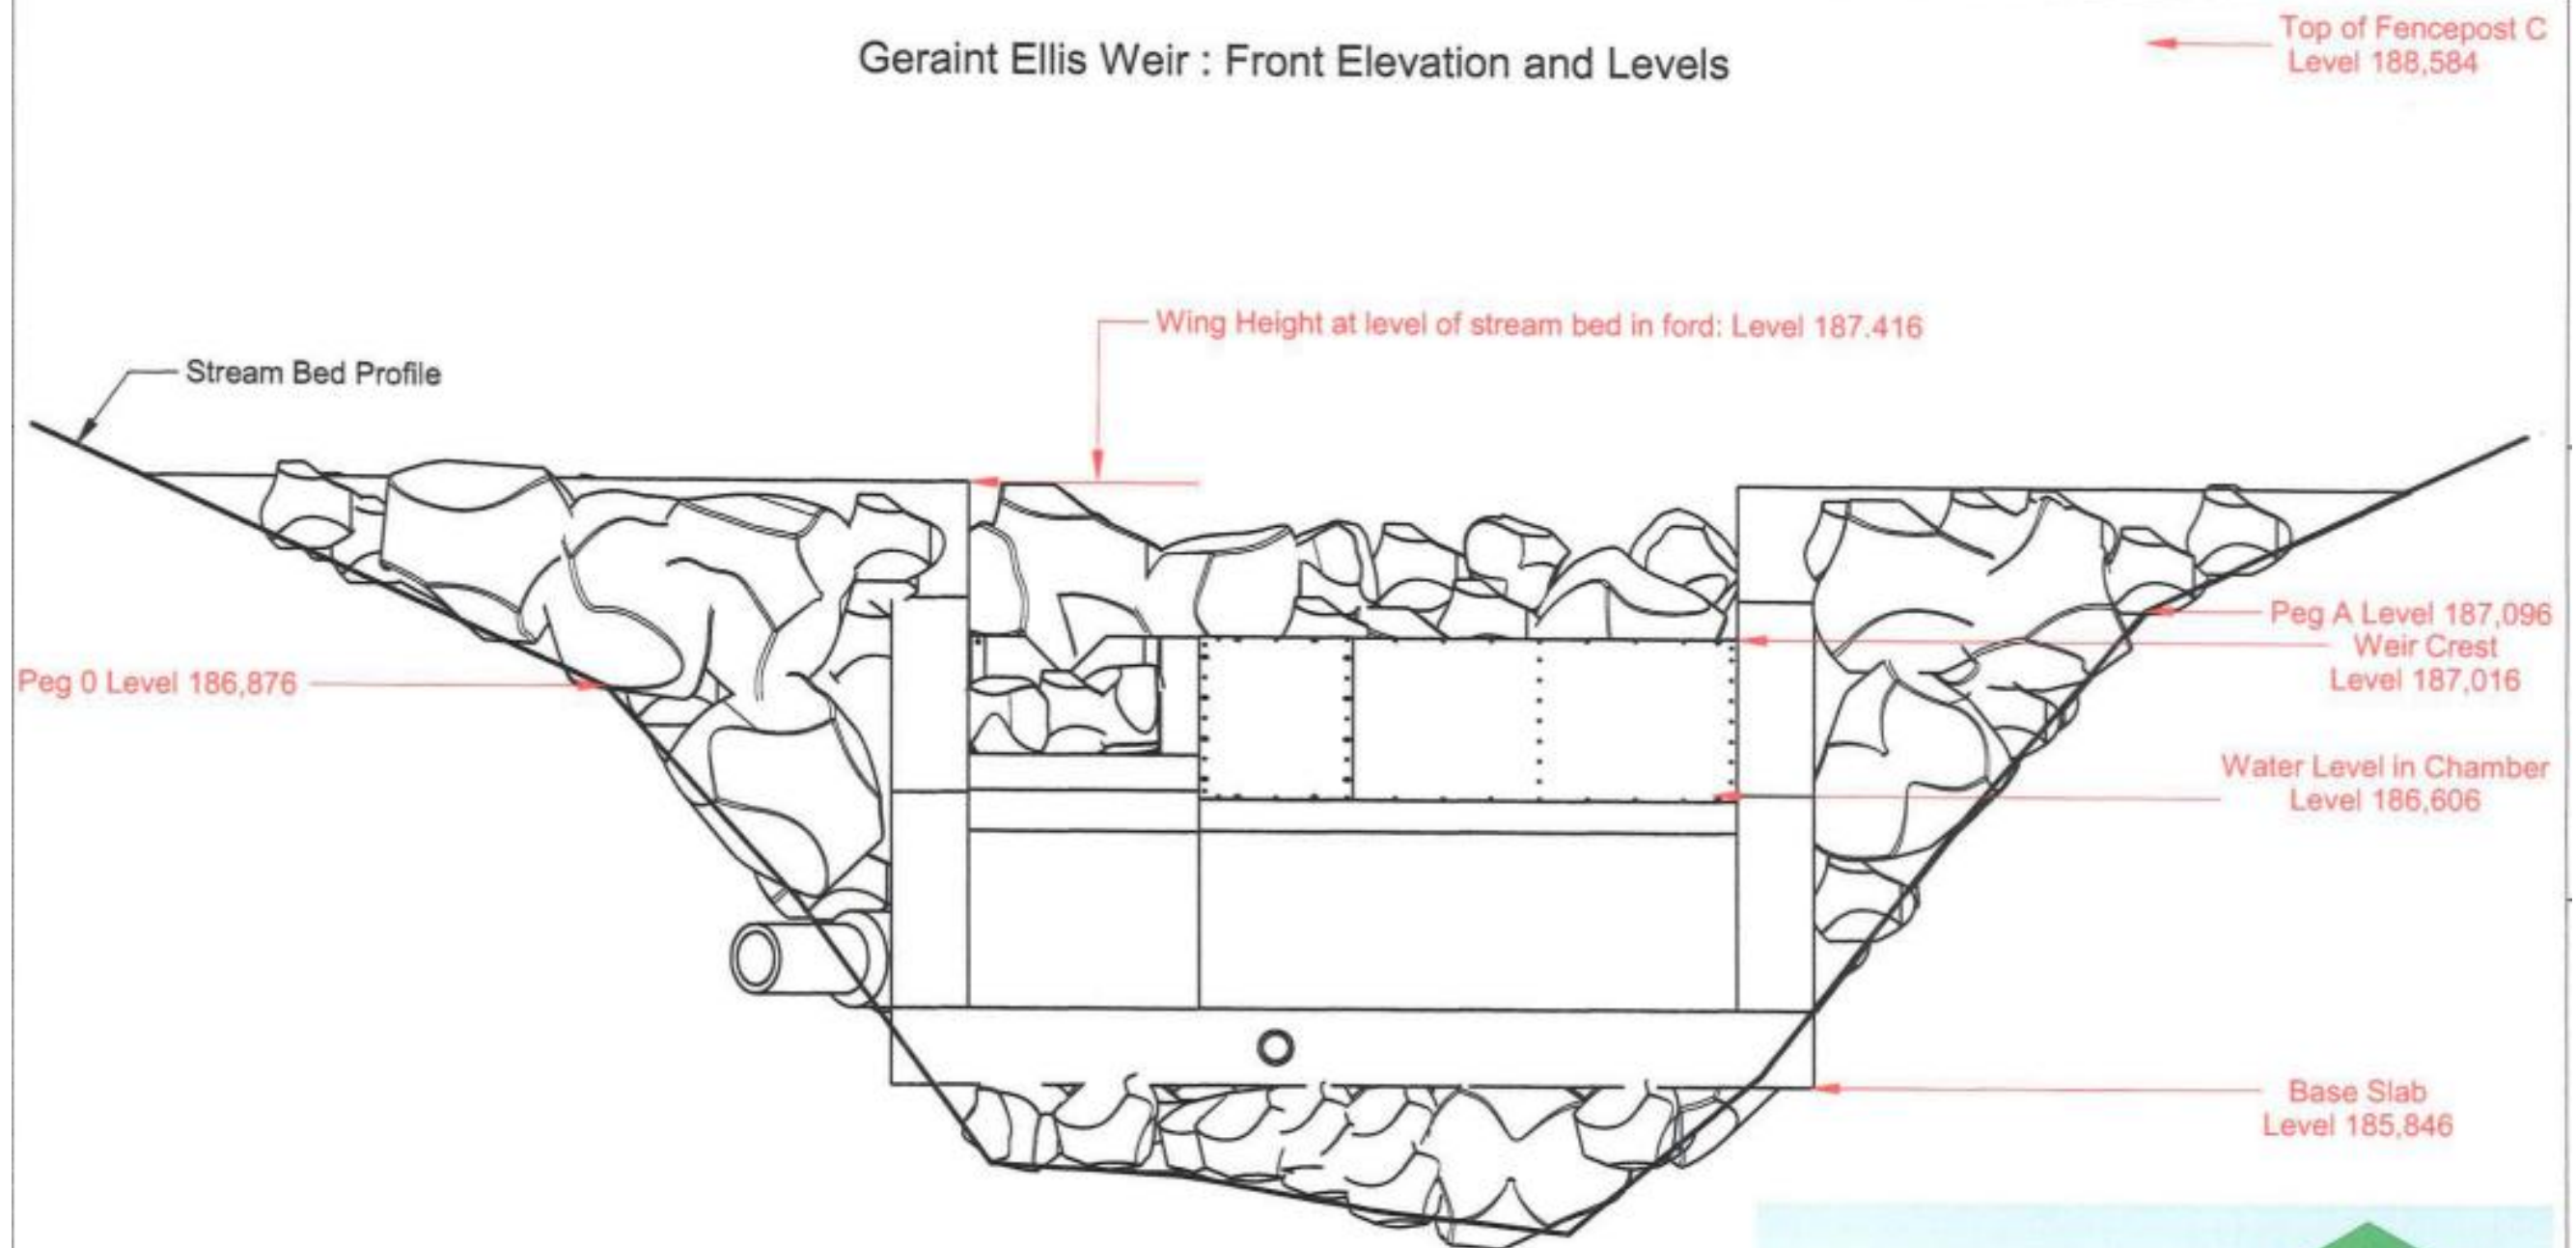 Top of Fencepost C
Level 188,584
Geraint Ellis Weir : Front Elevation and Levels
Wing Height at level of stream bed in ford: Level 187.416
Stream Bed Profile
Peg A Level 187,096
Weir Crest
Level 187,016
Peg 0 Level 186,876
Water Level in Chamber
Level 186,606
Base Slab
Level 185,846